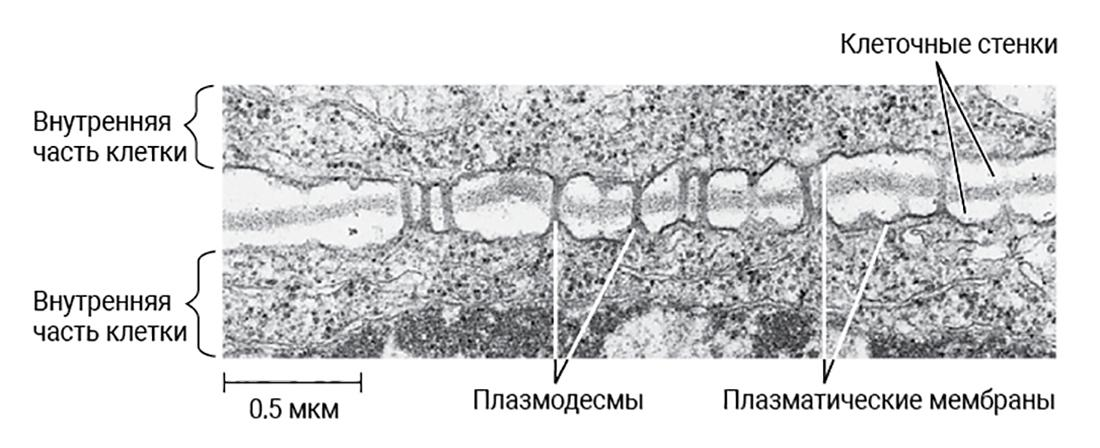 Клеточные стенки
Внутренняя
часть клетки
Внутренняя
часть клетки
0.5 мкм
Плазмодесмы
Плазматические мембраны